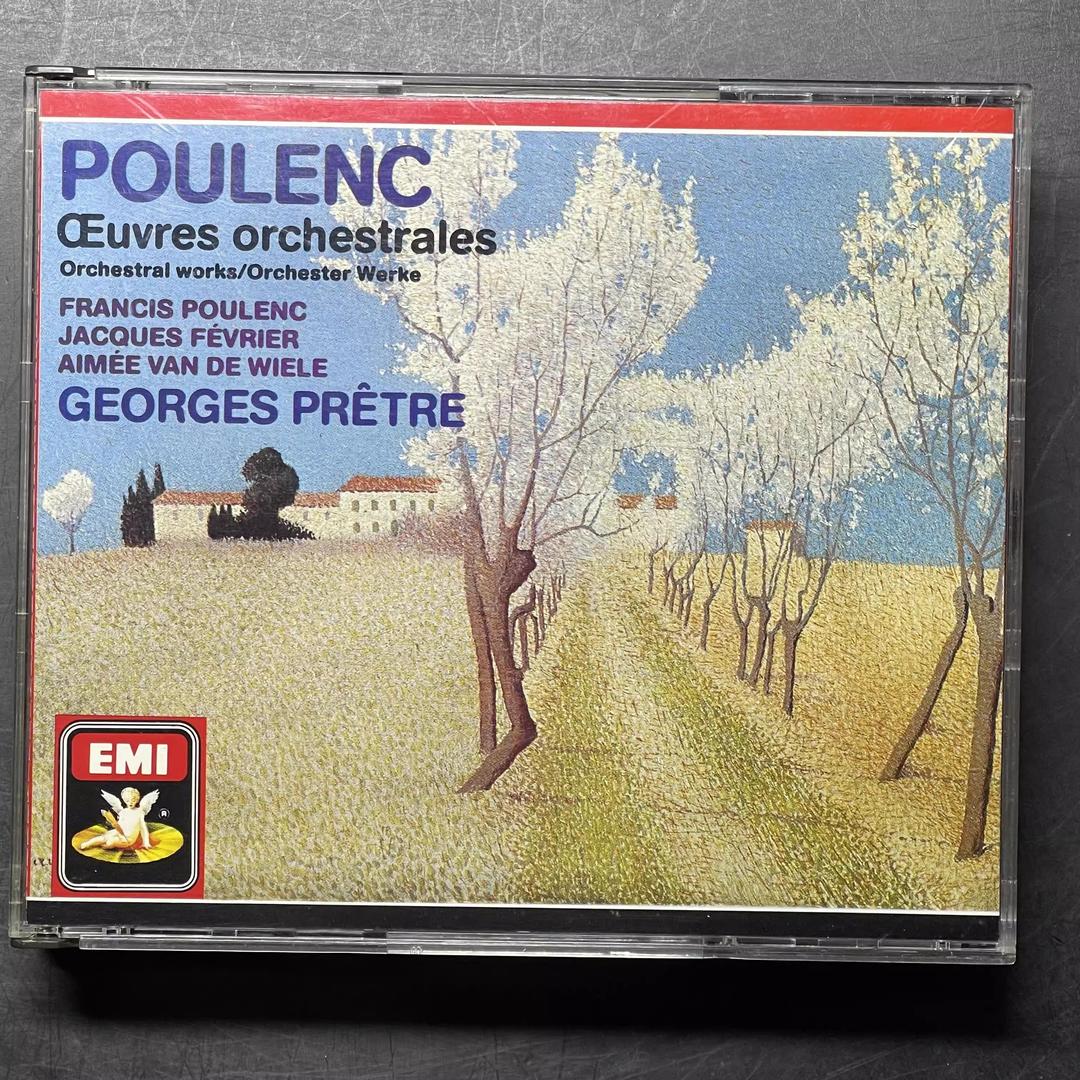 POULENC
Œuvres orchestrales
Orchestral works/Orchester Werke
FRANCIS POULENC
JACQUES FÉVRIER
AIMÉE VAN DE WIELE
GEORGES PRÊTRE
EMI
®